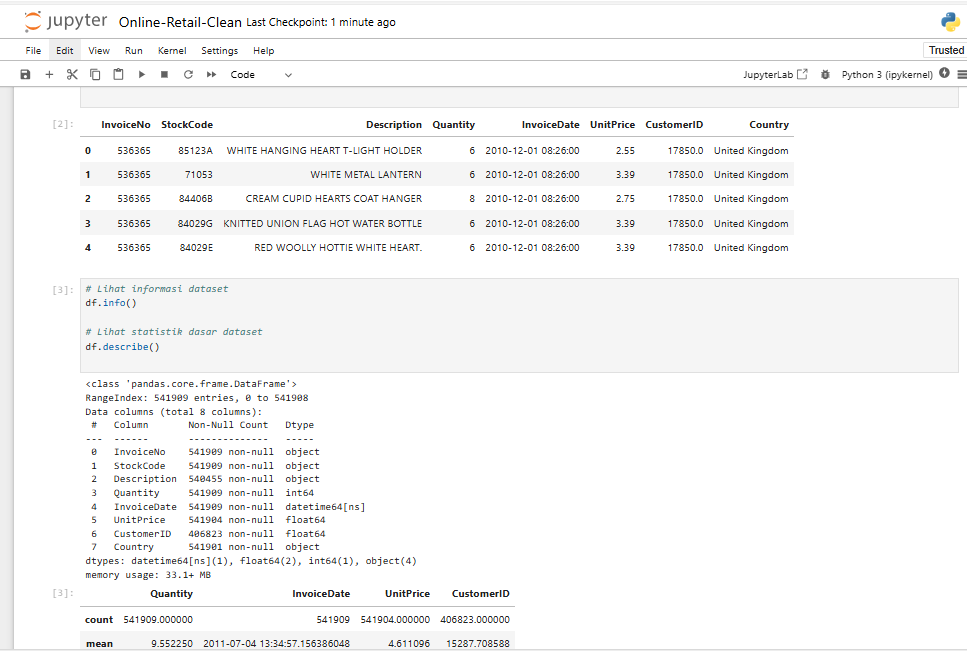 jupyter Online-Retail-Clean Last Checkpoint: 1 minute ago
File Edit View Run Kernel Settings Help Trusted
Code JupyterLab Python 3 (ipykernel)
[2]: InvoiceNo StockCode Description Quantity InvoiceDate UnitPrice CustomerID Country
0 536365 85123A WHITE HANGING HEART T-LIGHT HOLDER 6 2010-12-01 08:26:00 2.55 17850.0 United Kingdom
1 536365 71053 WHITE METAL LANTERN 6 2010-12-01 08:26:00 3.39 17850.0 United Kingdom
2 536365 84406B CREAM CUPID HEARTS COAT HANGER 8 2010-12-01 08:26:00 2.75 17850.0 United Kingdom
3 536365 84029G KNITTED UNION FLAG HOT WATER BOTTLE 6 2010-12-01 08:26:00 3.39 17850.0 United Kingdom
4 536365 84029E RED WOOLLY HOTTIE WHITE HEART. 6 2010-12-01 08:26:00 3.39 17850.0 United Kingdom
[3]: # Lihat informasi dataset
df.info()
# Lihat statistik dasar dataset
df.describe()
<class 'pandas.core.frame.DataFrame'>
RangeIndex: 541909 entries, 0 to 541908
Data columns (total 8 columns):
# Column Non-Null Count Dtype
--- ------ -------------- -----
0 InvoiceNo 541909 non-null object
1 StockCode 541909 non-null object
2 Description 540455 non-null object
3 Quantity 541909 non-null int64
4 InvoiceDate 541909 non-null datetime64[ns]
5 UnitPrice 541904 non-null float64
6 CustomerID 406823 non-null float64
7 Country 541901 non-null object
dtypes: datetime64[ns](1), float64(2), int64(1), object(4)
memory usage: 33.1+ MB
[3]: Quantity InvoiceDate UnitPrice CustomerID
count 541909.000000 541909 541904.000000 406823.000000
mean 9.552250 2011-07-04 13:34:57.156386048 4.611096 15287.708588